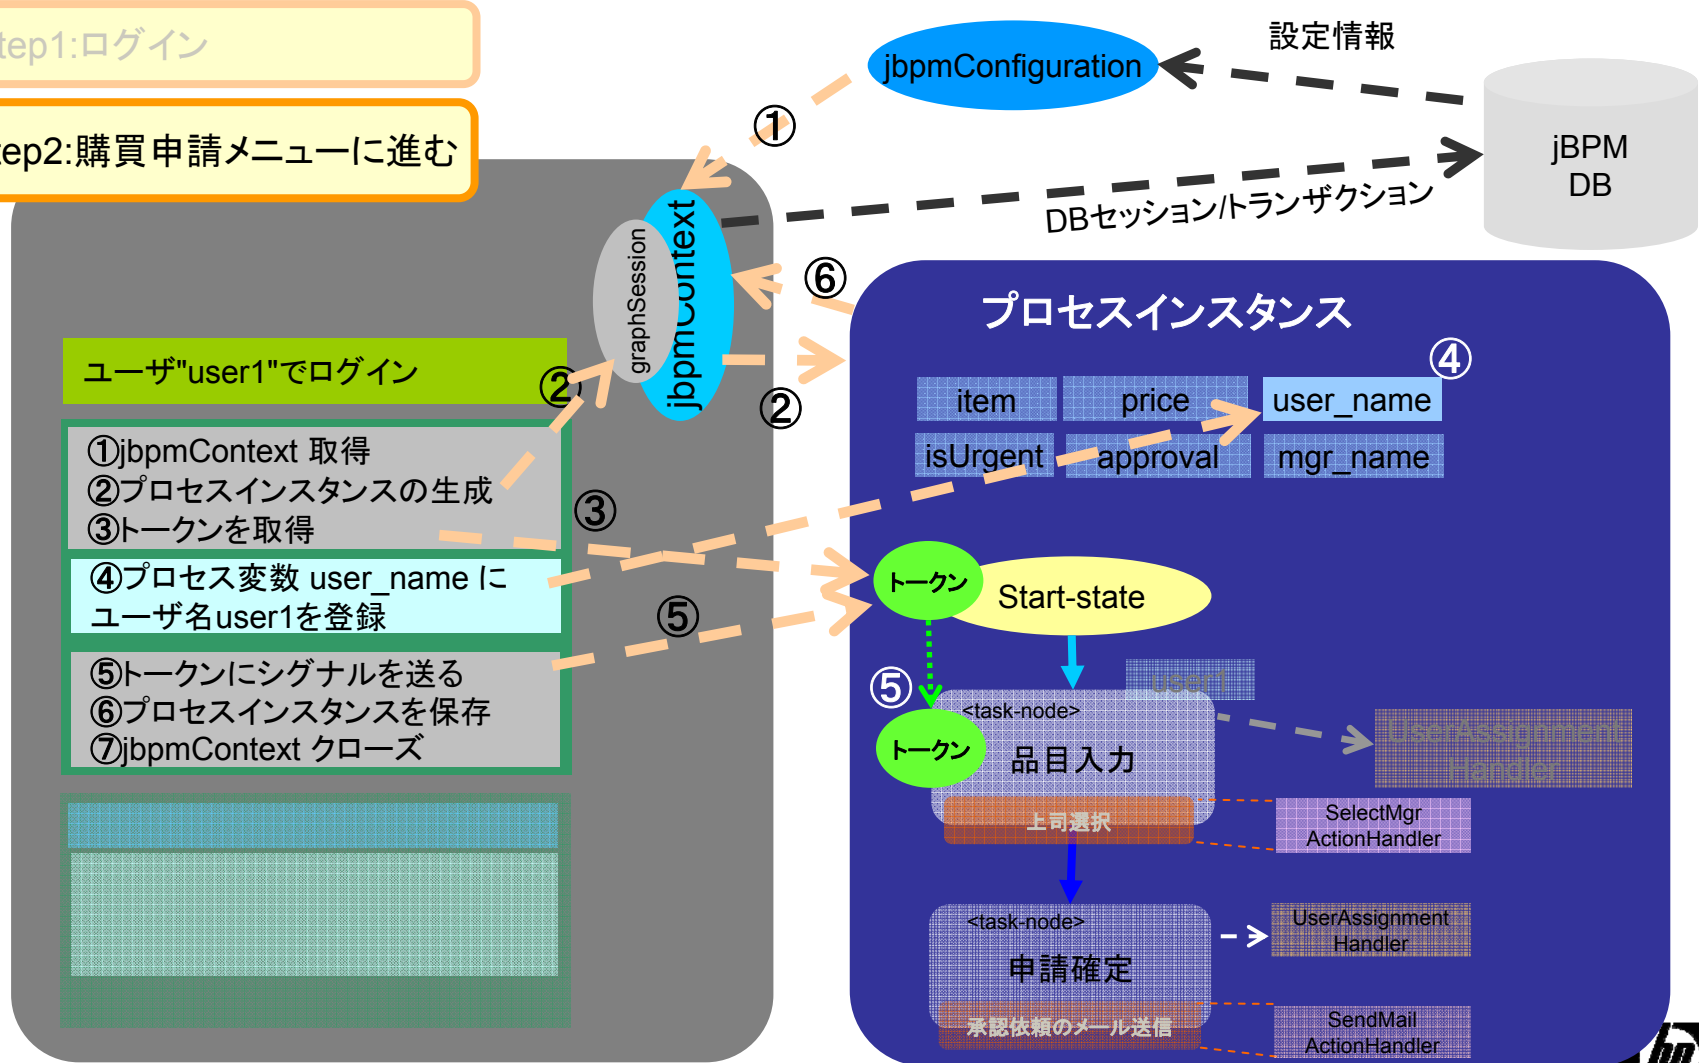 tep1:ログイン
tep2:購買申請メニューに進む
jbpmConfiguration
設定情報
jBPM
DB
①
DBセッション/トランザクション
graphSession
jbpmContext
⑥
②
②
ユーザ"user1"でログイン
①jbpmContext 取得
②プロセスインスタンスの生成
③トークンを取得
④プロセス変数 user_name に
ユーザ名user1を登録
⑤トークンにシグナルを送る
⑥プロセスインスタンスを保存
⑦jbpmContext クローズ
③
⑤
プロセスインスタンス
④
item
price
user_name
isUrgent
approval
mgr_name
トークン
Start-state
⑤
user1
<task-node>
トークン
品目入力
UserAssignment
Handler
上司選択
SelectMgr
ActionHandler
<task-node>
申請確定
UserAssignment
Handler
承認依頼のメール送信
SendMail
ActionHandler
hp